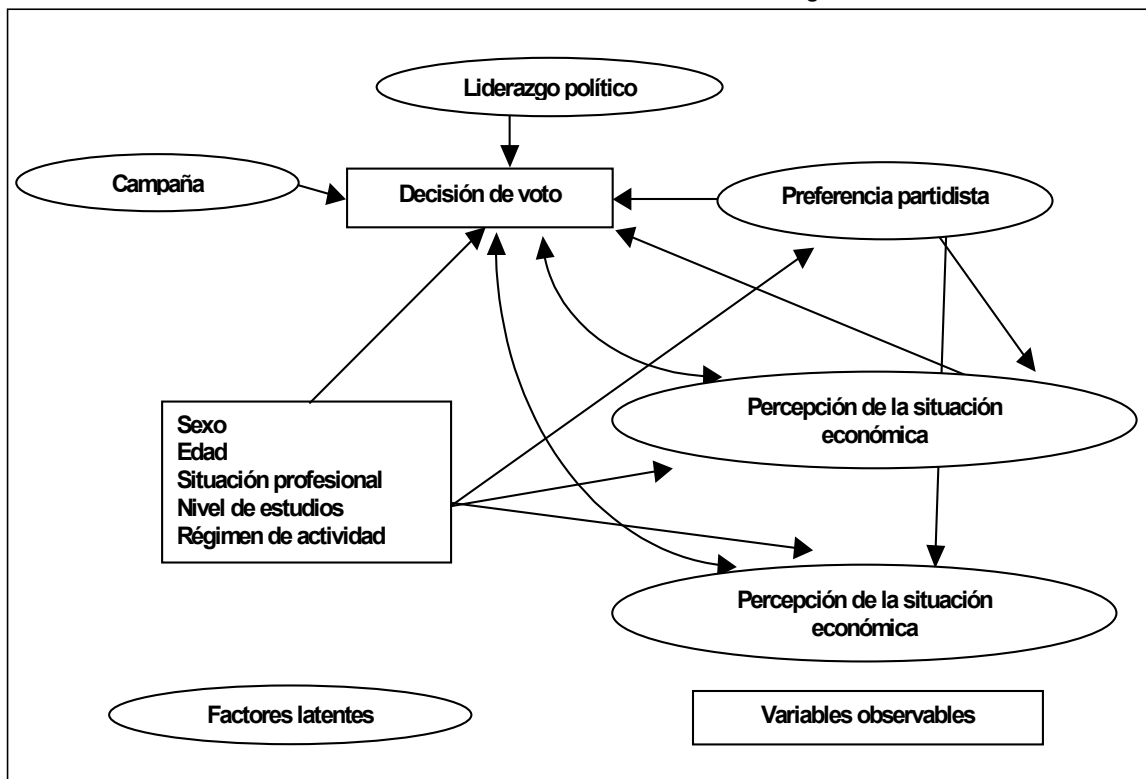 Liderazgo político
Campaña
Decisión de voto
Preferencia partidista
Sexo
Edad
Situación profesional
Nivel de estudios
Régimen de actividad
Percepción de la situación
económica
Percepción de la situación
económica
Factores latentes
Variables observables